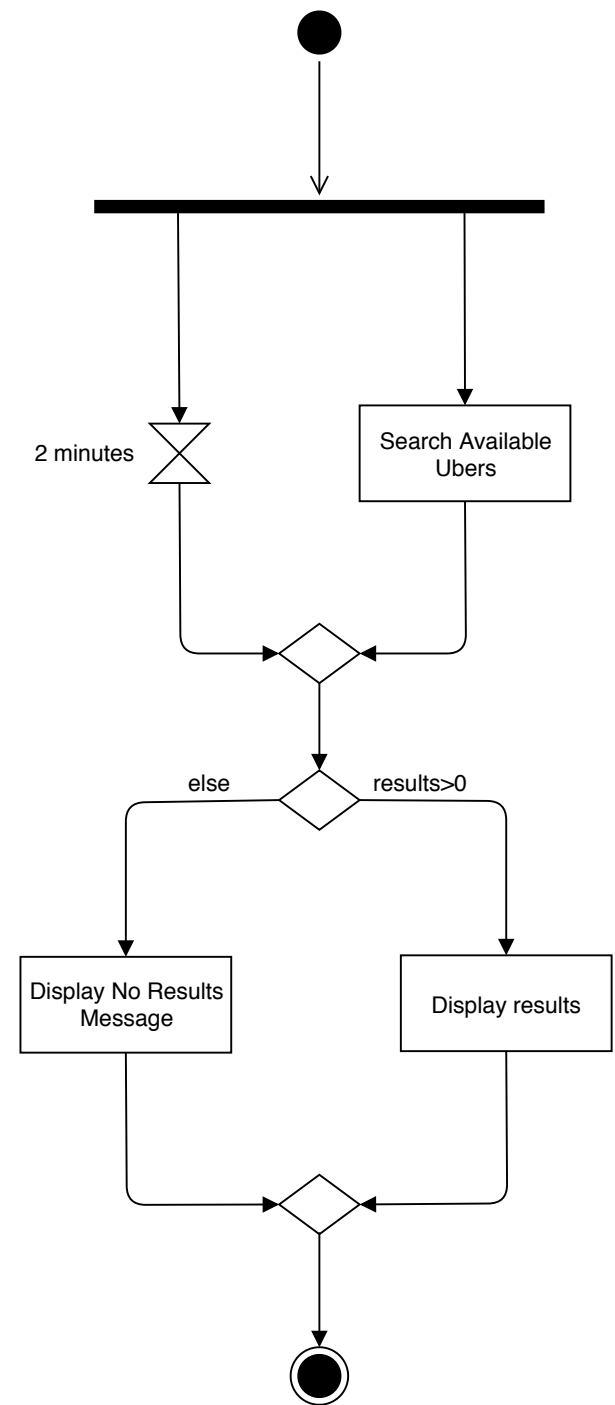 2 minutes
Search Available
Ubers
else
results>0
Display No Results
Message
Display results